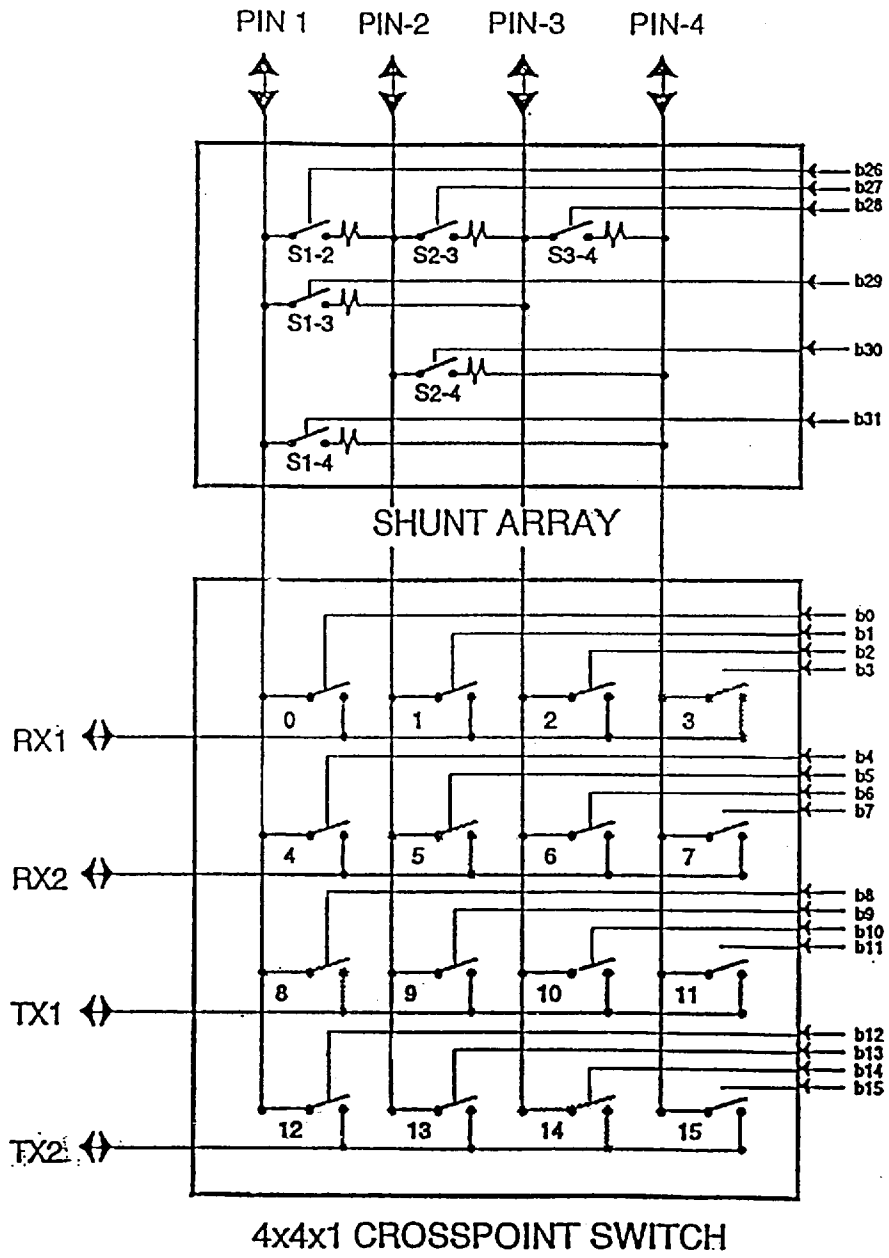 PIN 1 PIN-2 PIN-3 PIN-4
b26
b27
b28
S1-2 S2-3 S3-4
b29
S1-3
b30
S2-4
b31
S1-4
SHUNT ARRAY
b0
b1
b2
b3
0 1 2 3
RX1
b4
b5
b6
b7
4 5 6 7
RX2
b8
b9
b10
b11
8 9 10 11
TX1
b12
b13
b14
b15
12 13 14 15
TX2
4x4x1 CROSSPOINT SWITCH